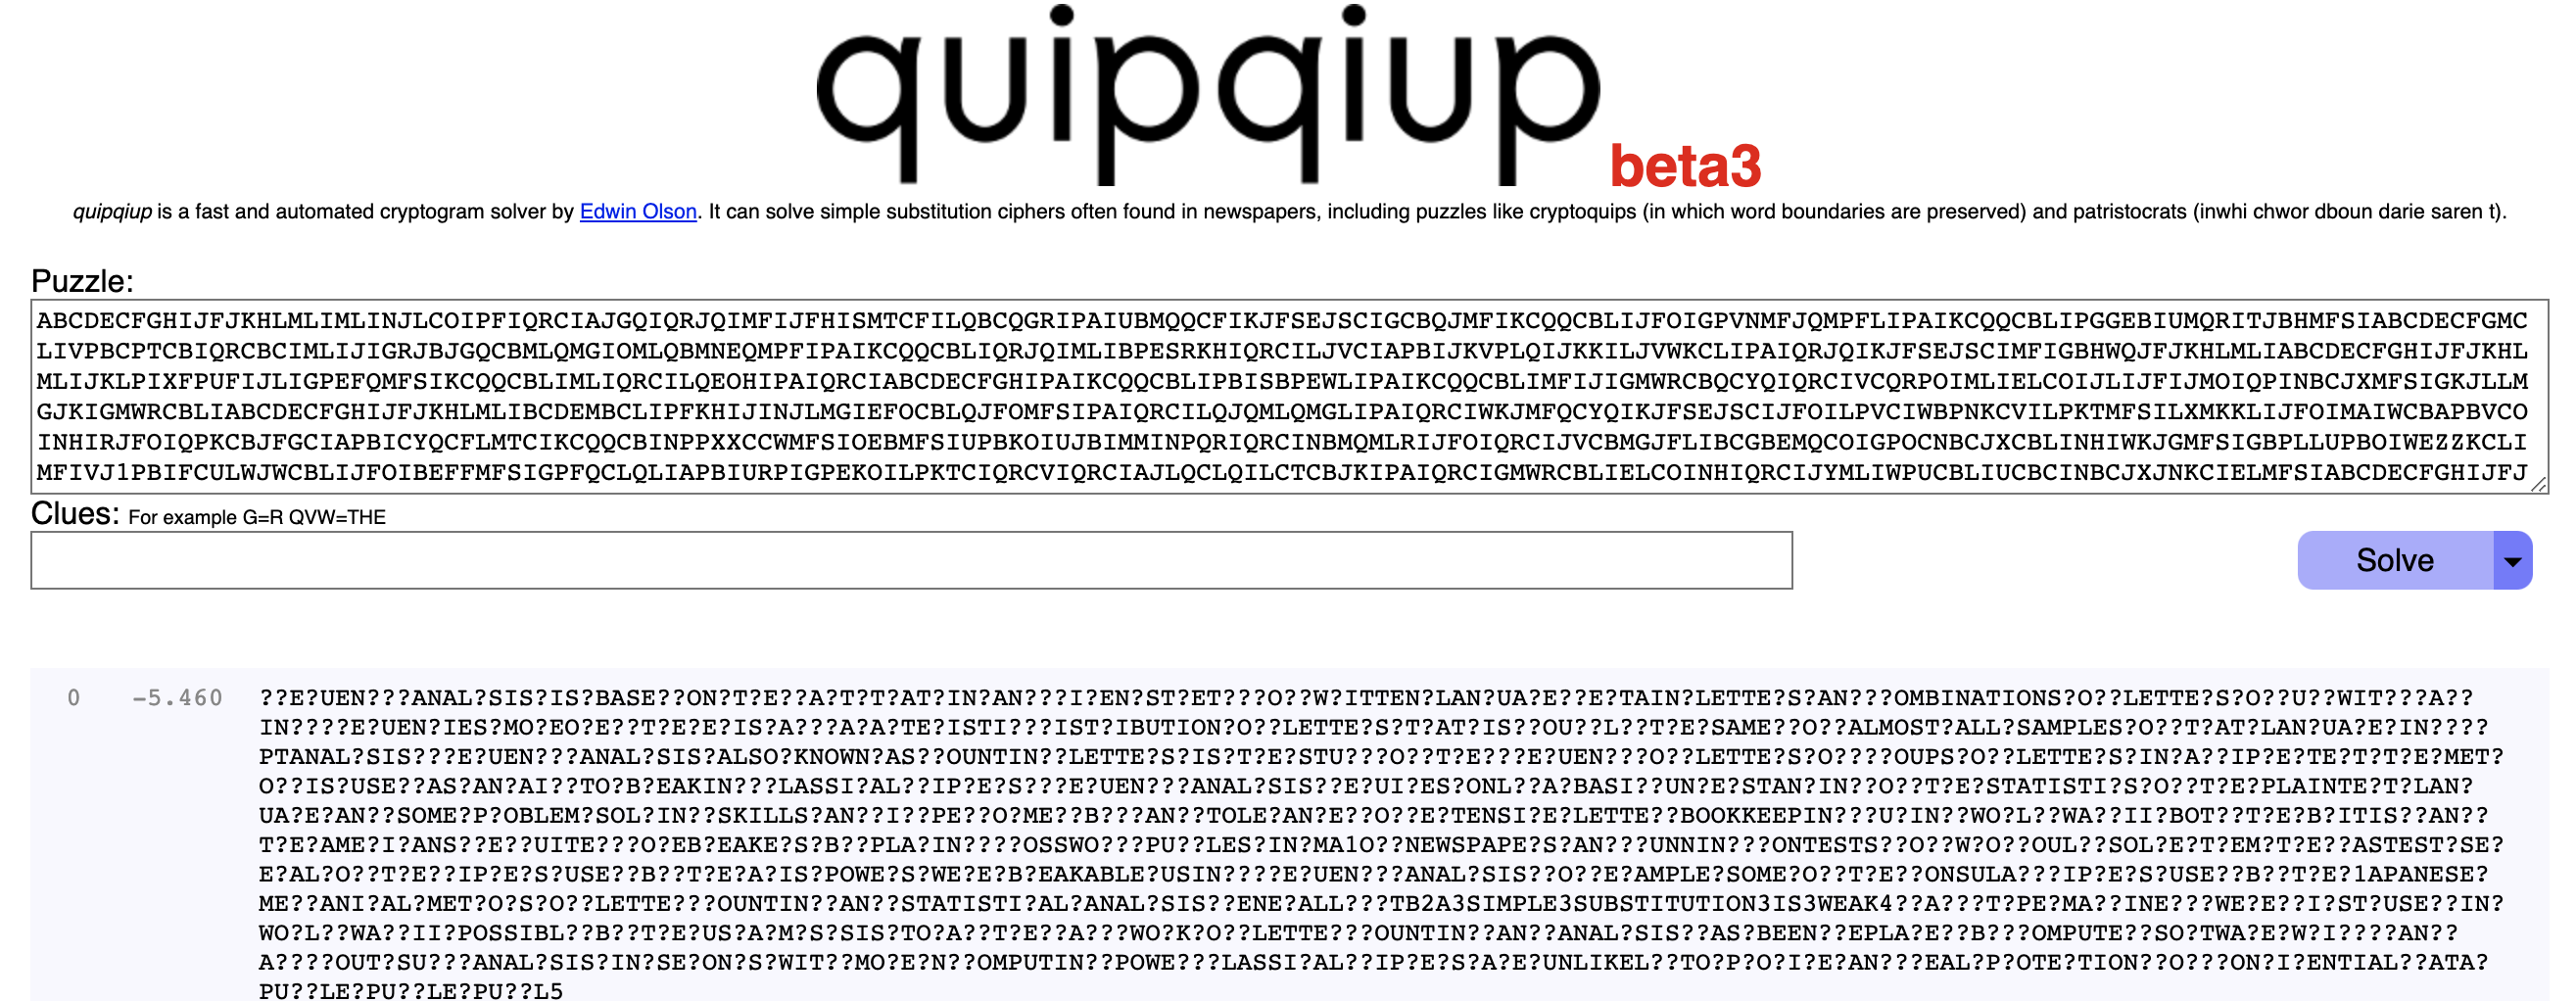 quipqiup beta3
quipqiup is a fast and automated cryptogram solver by Edwin Olson. It can solve simple substitution ciphers often found in newspapers, including puzzles like cryptoquips (in which word boundaries are preserved) and patristocrats (inwhi chwor dboun darie saren t).
Puzzle:
ABCDECFGHIJFJKHLMLIMLINJLCOIPFIQRCIAJGQIQRJQIMFIJFHISMTCFILQBCQGRIPAIUBMQQCFIKJFSEJSCIGCBQJMFIKCQQCBLIJFOIGPVNMFJQMPFLIPAIKCQQCBLIPGGEBIUMQRITJBHMFSIABCDECFGMC
LIVPBCPTCBIQRCBCIMLIJIGRJBJGQCBMLQMGIOMLQBMNEQMPFIPAIKCQQCBLIQRJQIMLIBPESRKHIQRCILJVCIAPBIJKVPLQIJKKILJVWKCLIPAIQRJQIKJFSEJSCIMFIGBHWQJFJKHLMLIABCDECFGHIJFJKHL
MLIJKLPIXFPUFIJLIGPEFQMFSIKCQQCBLIMLIQRCILQEOHIPAIQRCIABCDECFGHIPAIKCQQCBLIPBISBPEWLIPAIKCQQCBLIMFIJIGMWRCBQCYQIQRCIVCQRPOIMLIELCOIJLIJFIJMOIQPINBCJXMFSIGKJLLM
GJKIGMWRCBLIABCDECFGHIJFJKHLMLIBCDEMBCLIPFKHIJINJLMGIEFOCBLQJFOMFSIPAIQRCILQJQMLQMGLIPAIQRCIWKJMFQCYQIKJFSEJSCIJFOILPVCIWBPNKCVILPKTMFSILXMKKLIJFOIMAIWCBAPBVCO
INHIRJFOIQPKCBJFGCIAPBICYQCFLMTCIKCQQCBINPPXXCCWMFSIOEBMFSIUPBKOIUJBIMMINPQRIQRCINBMQMLRIJFOIQRCIJVCBMGJFLIBCGBEMQCOIGPOCNBCJXCBLINHIWKJGMFSIGBPLLUPBOIWEZZKCLI
MFIVJ1PBIFCULWJWCBLIJFOIBEFFMFSIGPFQCLQLIAPBIURPIGPEKOILPKTCIQRCVIQRCIAJLQCLQILCTCBJKIPAIQRCIGMWRCBLIELCOINHIQRCIJYMLIWPUCBLIUCBCINBCJXJNKCIELMFSIABCDECFGHIJFJ
Clues: For example G=R QVW=THE
Solve
0 -5.460 ??E?UEN???ANAL?SIS?IS?BASE??ON?T?E??A?T?T?AT?IN?AN???I?EN?ST?ET???O??W?ITTEN?LAN?UA?E??E?TAIN?LETTE?S?AN???OMBINATIONS?O??LETTE?S?O??U??WIT???A??
IN????E?UEN?IES?MO?EO?E??T?E?E?IS?A???A?A?TE?ISTI???IST?IBUTION?O??LETTE?S?T?AT?IS??OU??L??T?E?SAME??O??ALMOST?ALL?SAMPLES?O??T?AT?LAN?UA?E?IN????
PTANAL?SIS???E?UEN???ANAL?SIS?ALSO?KNOWN?AS??OUNTIN??LETTE?S?IS?T?E?STU???O??T?E???E?UEN???O??LETTE?S?O????OUPS?O??LETTE?S?IN?A??IP?E?TE?T?T?E?MET?
O??IS?USE??AS?AN?AI??TO?B?EAKIN???LASSI?AL??IP?E?S???E?UEN???ANAL?SIS??E?UI?ES?ONL??A?BASI??UN?E?STAN?IN??O??T?E?STATISTI?S?O??T?E?PLAINTE?T?LAN?
UA?E?AN??SOME?P?OBLEM?SOL?IN??SKILLS?AN??I??PE??O?ME??B???AN??TOLE?AN?E??O??E?TENSI?E?LETTE??BOOKKEEPIN???U?IN??WO?L??WA??II?BOT??T?E?B?ITIS??AN??
T?E?AME?I?ANS??E??UITE???O?EB?EAKE?S?B??PLA?IN????OSSWO???PU??LES?IN?MA1O??NEWSPAPE?S?AN???UNNIN???ONTESTS??O??W?O??OUL??SOL?E?T?EM?T?E??ASTEST?SE?
E?AL?O??T?E??IP?E?S?USE??B??T?E?A?IS?POWE?S?WE?E?B?EAKABLE?USIN????E?UEN???ANAL?SIS??O??E?AMPLE?SOME?O??T?E??ONSULA???IP?E?S?USE??B??T?E?1APANESE?
ME??ANI?AL?MET?O?S?O??LETTE???OUNTIN??AN??STATISTI?AL?ANAL?SIS??ENE?ALL???TB2A3SIMPLE3SUBSTITUTION3IS3WEAK4??A???T?PE?MA??INE???WE?E??I?ST?USE??IN?
WO?L??WA??II?POSSIBL??B??T?E?US?A?M?S?SIS?TO?A??T?E??A???WO?K?O??LETTE???OUNTIN??AN??ANAL?SIS??AS?BEEN??EPLA?E??B???OMPUTE??SO?TWA?E?W?I????AN??
A????OUT?SU???ANAL?SIS?IN?SE?ON?S?WIT??MO?E?N??OMPUTIN??POWE???LASSI?AL??IP?E?S?A?E?UNLIKEL??TO?P?O?I?E?AN???EAL?P?OTE?TION??O???ON?I?ENTIAL??ATA?
PU??LE?PU??LE?PU??L5